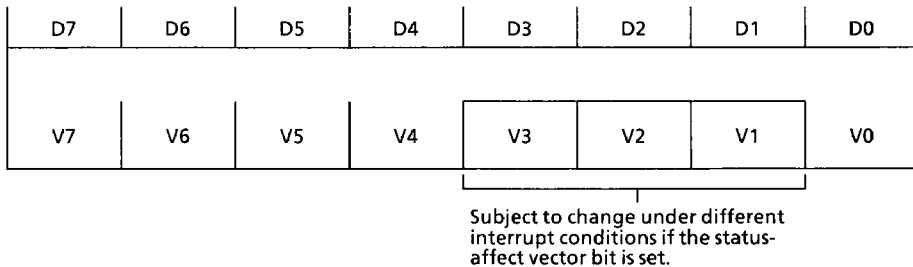 D7 D6 D5 D4 D3 D2 D1 D0
V7 V6 V5 V4 V3 V2 V1 V0
Subject to change under different
interrupt conditions if the status-
affect vector bit is set.